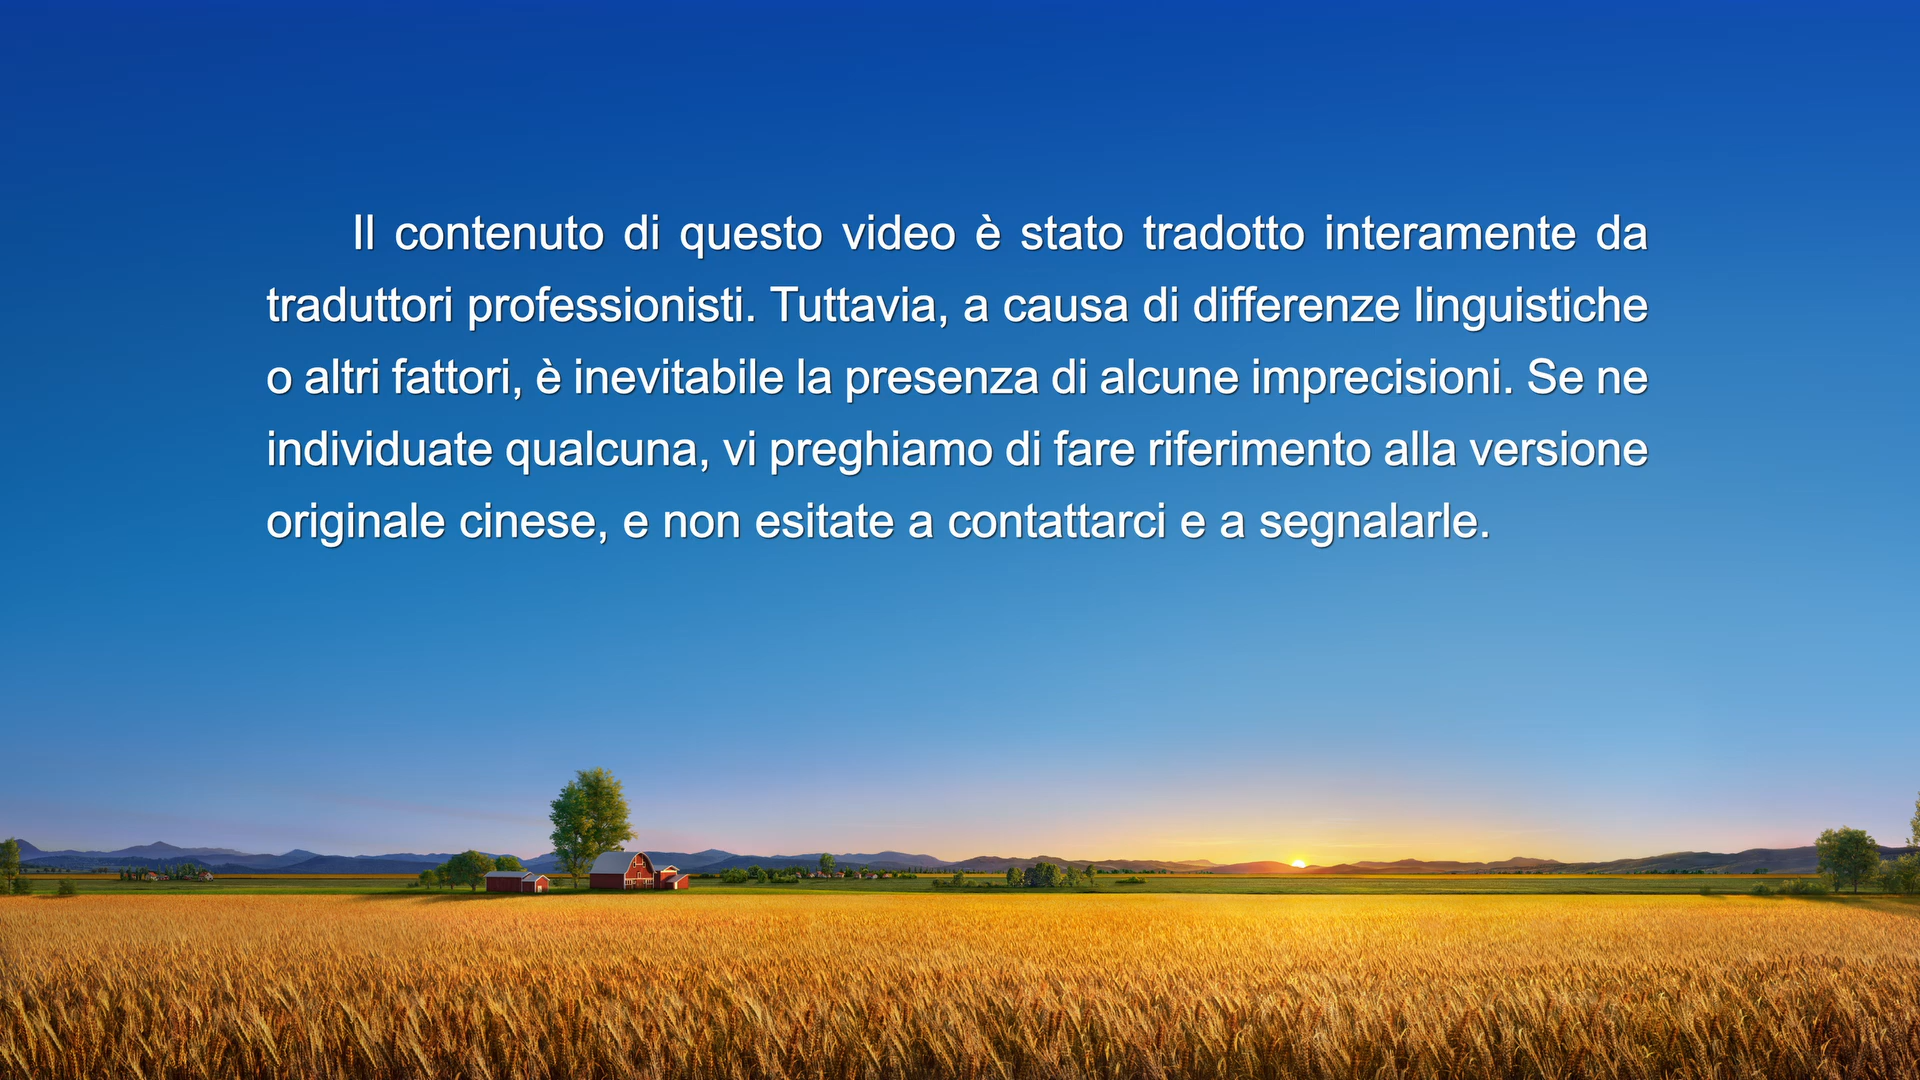 Il contenuto di questo video è stato tradotto interamente da
traduttori professionisti. Tuttavia, a causa di differenze linguistiche
o altri fattori, è inevitabile la presenza di alcune imprecisioni. Se ne
individuate qualcuna, vi preghiamo di fare riferimento alla versione
originale cinese, e non esitate a contattarci e a segnalarle.